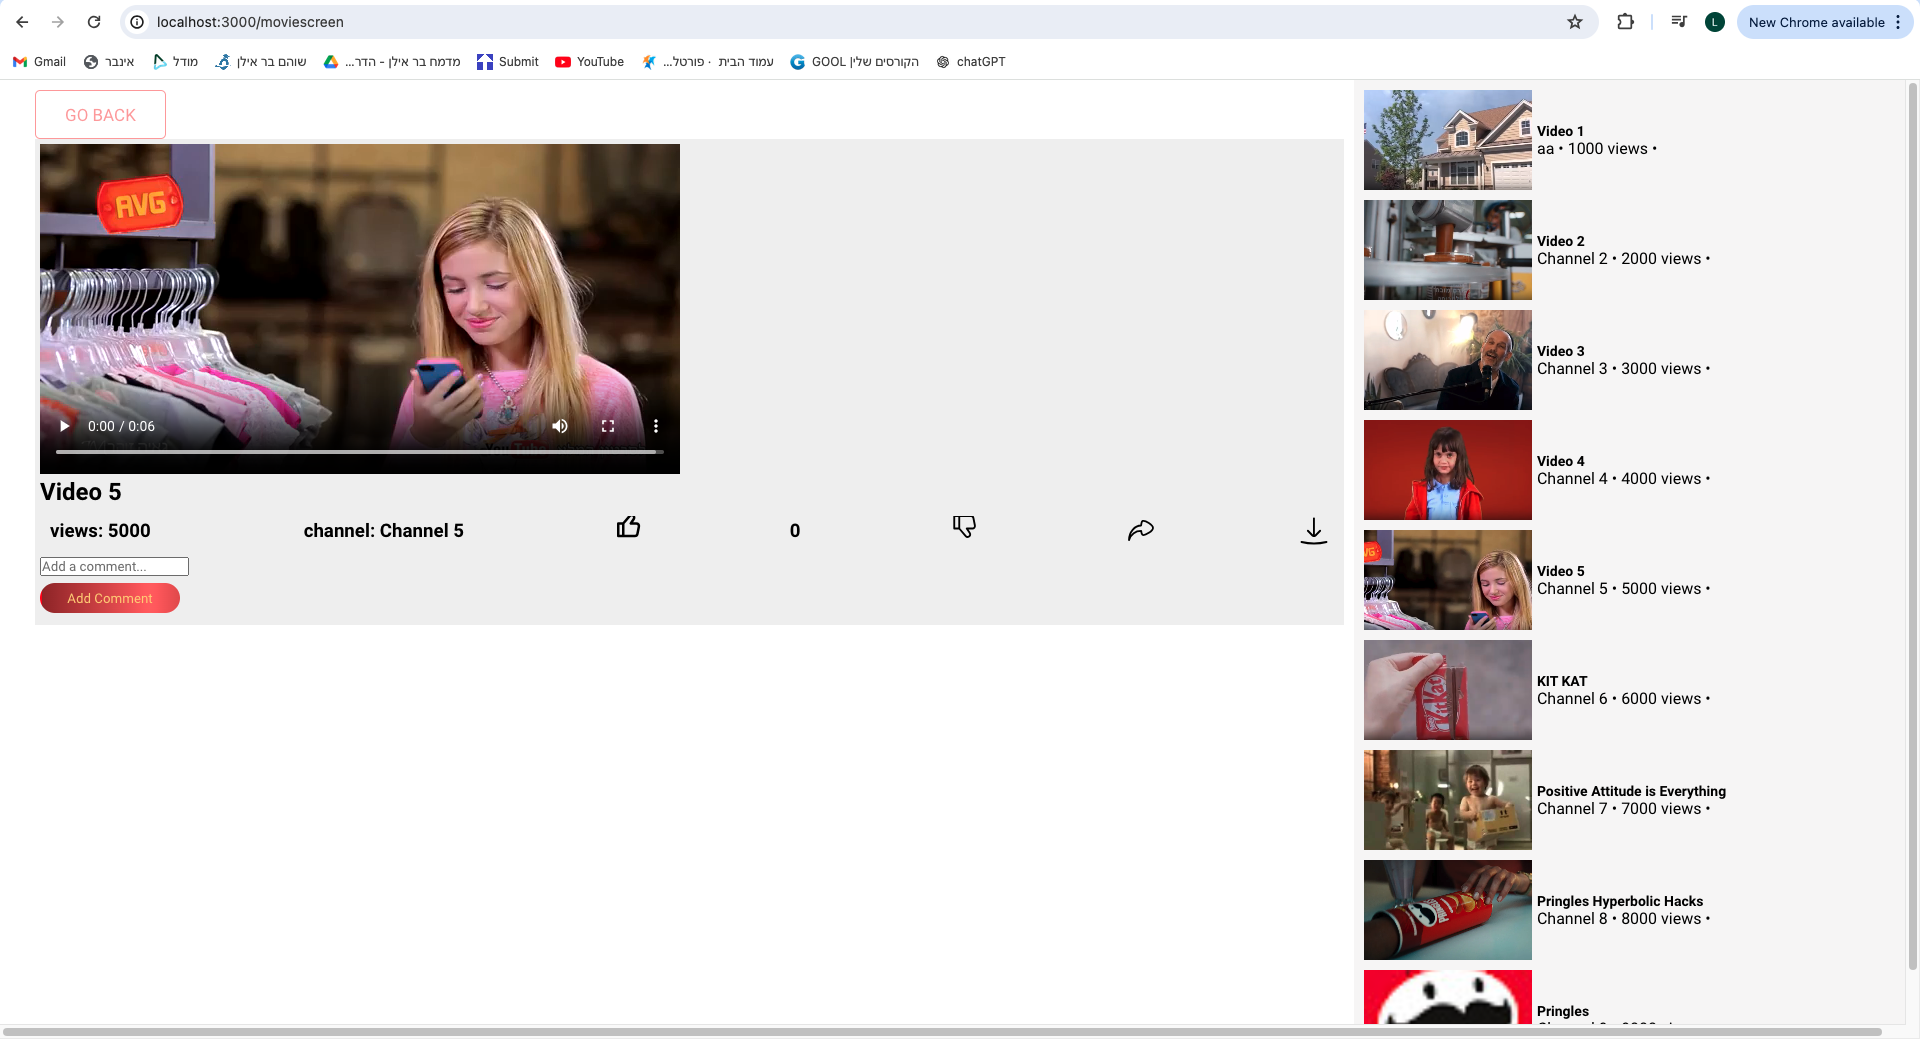 localhost:3000/moviescreen
L
New Chrome available
Gmail
אינבר
מודל
שוהם בר אילן
מדמח בר אילן - הדר...
Submit
YouTube
עמוד הבית · פורטל...
GOOL |הקורסים שלי
chatGPT
GO BACK
AVG
0:00 / 0:06
Video 5
views: 5000
channel: Channel 5
0
Add a comment...
Add Comment
Video 1
aa • 1000 views •
Video 2
Channel 2 • 2000 views •
Video 3
Channel 3 • 3000 views •
Video 4
Channel 4 • 4000 views •
Video 5
Channel 5 • 5000 views •
KitKat
KIT KAT
Channel 6 • 6000 views •
Positive Attitude is Everything
Channel 7 • 7000 views •
Pringles Hyperbolic Hacks
Channel 8 • 8000 views •
Pringles